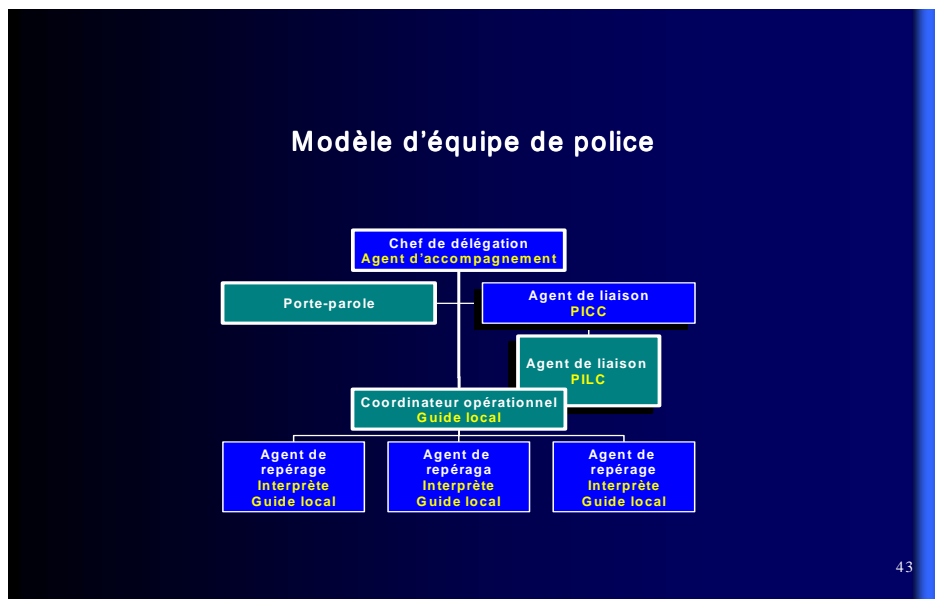 Modèle d'équipe de police
Chef de délégation
Agent d'accompagnement
Porte-parole
Agent de liaison
PICC
Agent de liaison
PILC
Coordinateur opérationnel
Guide local
Agent de
repérage
Interprète
Guide local
Agent de
repéraga
Interprète
Guide local
Agent de
repérage
Interprète
Guide local
43